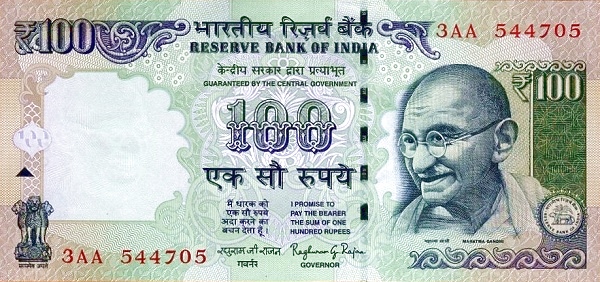 ₹100
भारतीय रिज़र्व बैंक
RESERVE BANK OF INDIA
3AA 544705
केन्द्रीय सरकार द्वारा प्रत्याभूत
GUARANTEED BY THE CENTRAL GOVERNMENT
₹100
100
एक सौ रुपये
मैं धारक को
एक सौ रुपये
अदा करने का
वचन देता हूँ।
I PROMISE TO
PAY THE BEARER
THE SUM OF ONE
HUNDRED RUPEES
रघुराम जी राजन
गवर्नर
Raghuram G Rajan
GOVERNOR
महात्मा गांधी
MAHATMA GANDHI
सत्यमेव जयते
3AA 544705